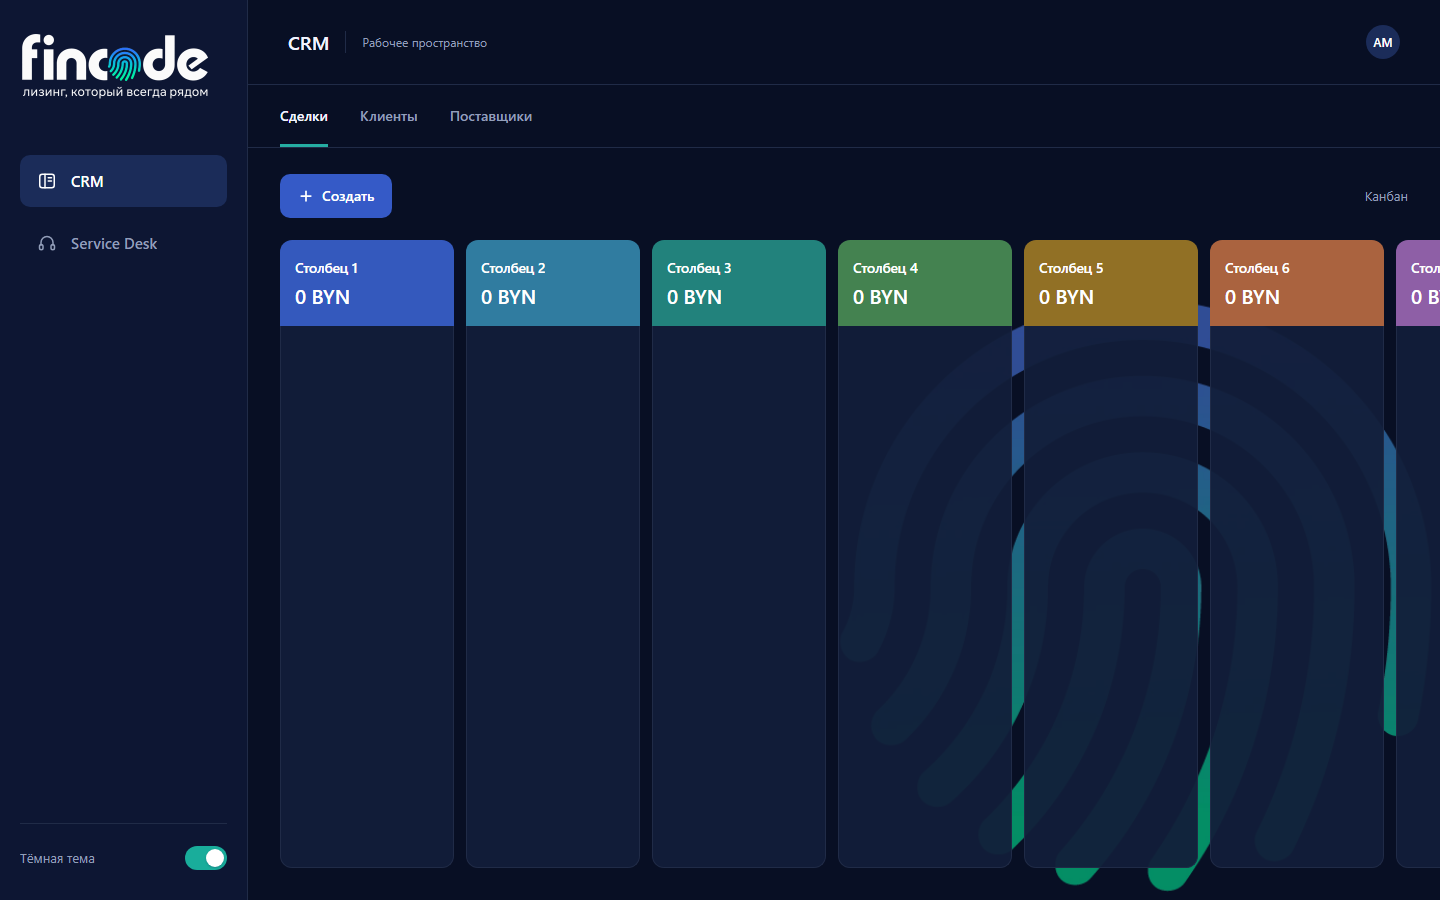 fincode
лизинг, который всегда рядом
CRM
Рабочее пространство
AM
Сделки
Клиенты
Поставщики
CRM
Service Desk
Создать
Канбан
Столбец 1
0 BYN
Столбец 2
0 BYN
Столбец 3
0 BYN
Столбец 4
0 BYN
Столбец 5
0 BYN
Столбец 6
0 BYN
Стол
0 B
Тёмная тема